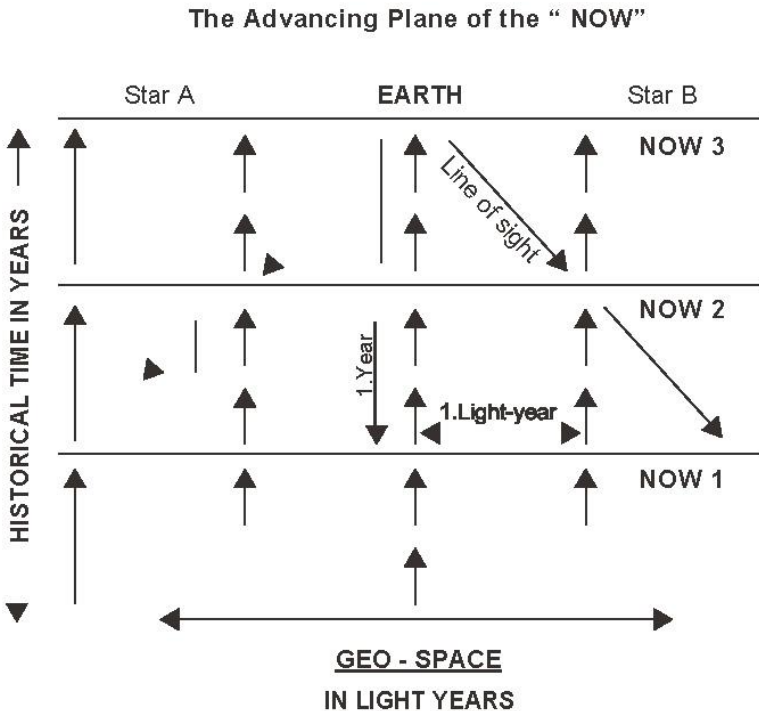 The Advancing Plane of the “ NOW”
Star A
EARTH
Star B
NOW 3
Line of sight
NOW 2
1.Year
1.Light-year
NOW 1
HISTORICAL TIME IN YEARS
GEO - SPACE
IN LIGHT YEARS